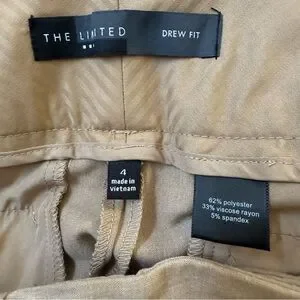 THE LIMITED
DREW FIT
4
made in
vietnam
62% polyester
33% viscose rayon
5% spandex